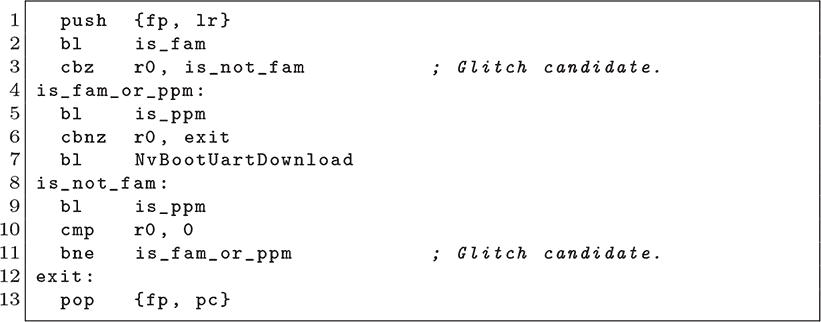 1 push {fp, lr}
2 bl is_fam
3 cbz r0, is_not_fam ; Glitch candidate.
4 is_fam_or_ppm:
5 bl is_ppm
6 cbnz r0, exit
7 bl NvBootUartDownload
8 is_not_fam:
9 bl is_ppm
10 cmp r0, 0
11 bne is_fam_or_ppm ; Glitch candidate.
12 exit:
13 pop {fp, pc}